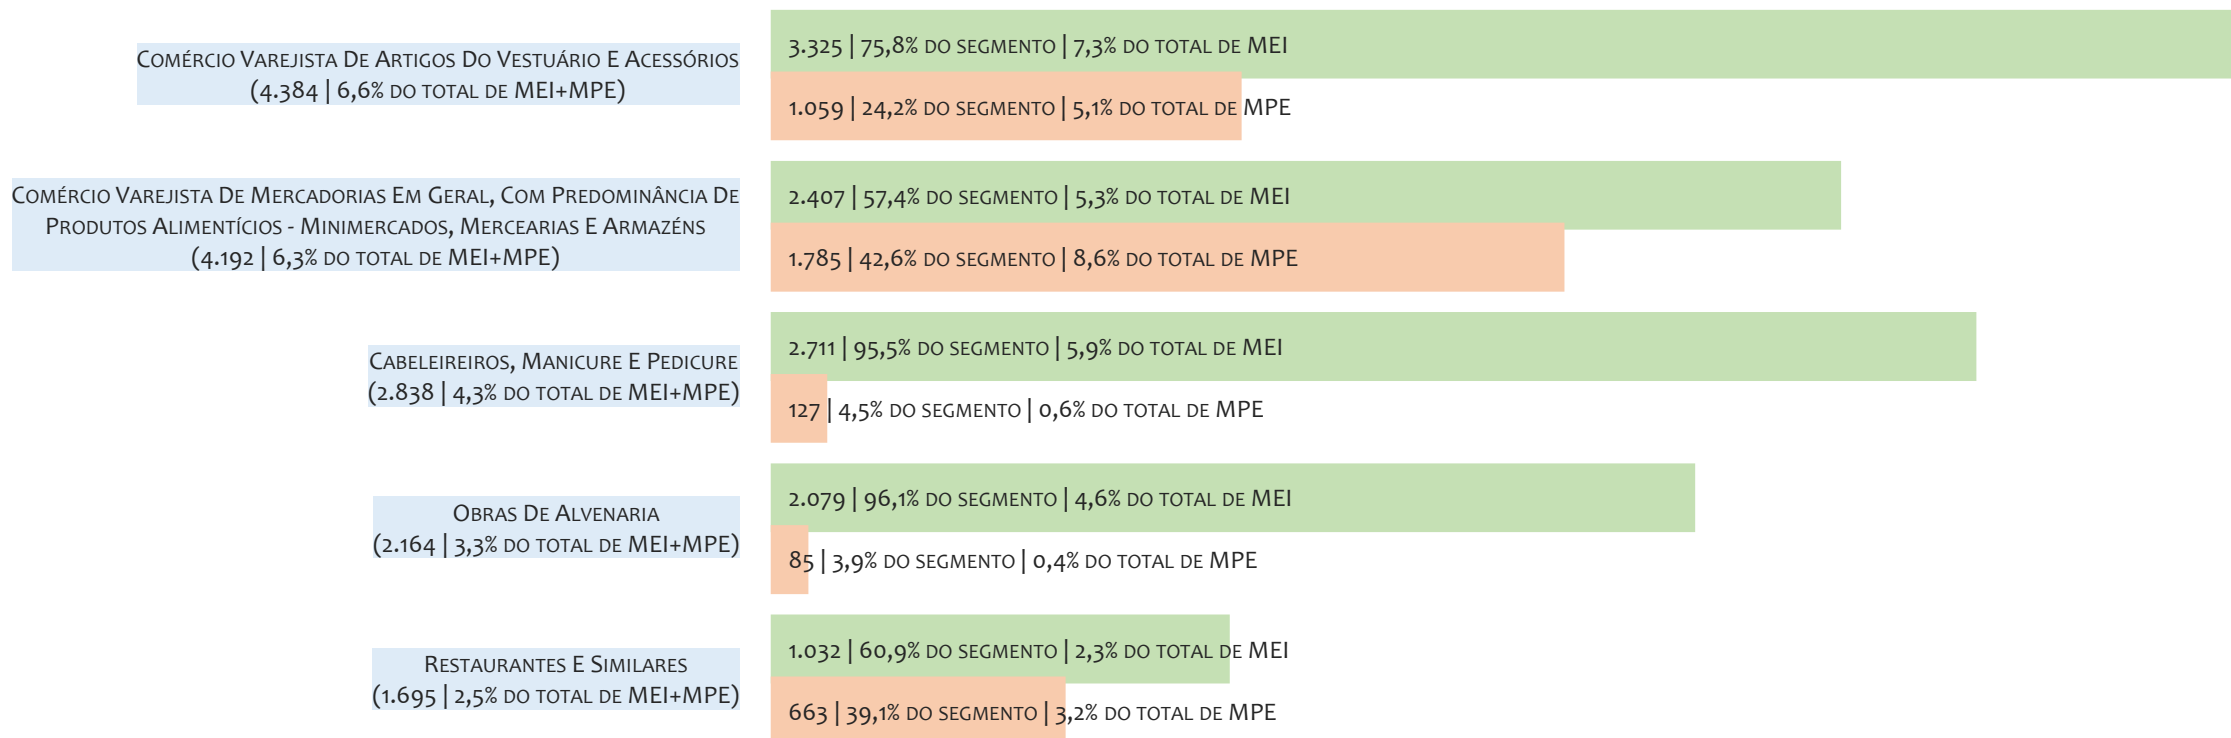 Comércio Varejista De Artigos Do Vestuário E Acessórios
(4.384 | 6,6% do total de MEI+MPE)
3.325 | 75,8% do segmento | 7,3% do total de MEI
1.059 | 24,2% do segmento | 5,1% do total de MPE
Comércio Varejista De Mercadorias Em Geral, Com Predominância De
Produtos Alimentícios - Minimercados, Mercearias E Armazéns
(4.192 | 6,3% do total de MEI+MPE)
2.407 | 57,4% do segmento | 5,3% do total de MEI
1.785 | 42,6% do segmento | 8,6% do total de MPE
Cabeleireiros, Manicure E Pedicure
(2.838 | 4,3% do total de MEI+MPE)
2.711 | 95,5% do segmento | 5,9% do total de MEI
127 | 4,5% do segmento | 0,6% do total de MPE
Obras De Alvenaria
(2.164 | 3,3% do total de MEI+MPE)
2.079 | 96,1% do segmento | 4,6% do total de MEI
85 | 3,9% do segmento | 0,4% do total de MPE
Restaurantes E Similares
(1.695 | 2,5% do total de MEI+MPE)
1.032 | 60,9% do segmento | 2,3% do total de MEI
663 | 39,1% do segmento | 3,2% do total de MPE